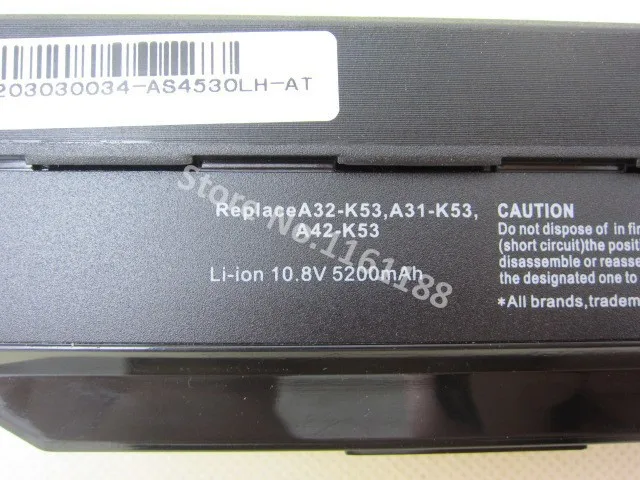 203030034-AS4530LH-AT
ReplaceA32-K53,A31-K53,
A42-K53
Li-ion 10.8V 5200mAh
CAUTION
Do not dispose of in fir
(short circuit)the positi
disassemble or reasse
the designated one to
*All brands,tradem
Store No.1161188